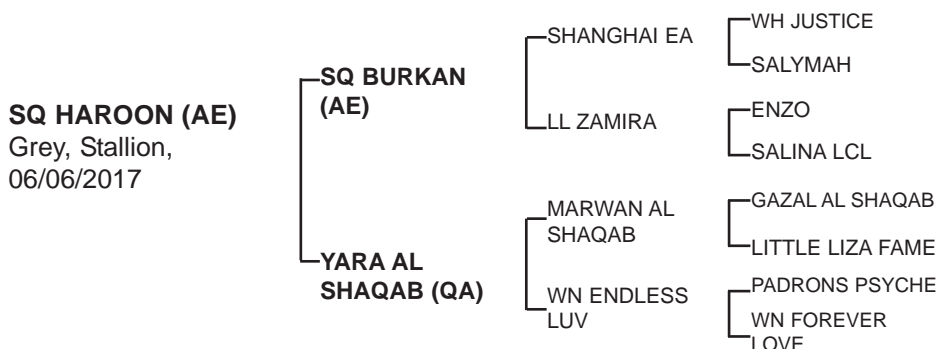 SQ HAROON (AE)
Grey, Stallion,
06/06/2017
SQ BURKAN
(AE)
YARA AL
SHAQAB (QA)
SHANGHAI EA
LL ZAMIRA
MARWAN AL
SHAQAB
WN ENDLESS
LUV
WH JUSTICE
SALYMAH
ENZO
SALINA LCL
GAZAL AL SHAQAB
LITTLE LIZA FAME
PADRONS PSYCHE
WN FOREVER
LOVE